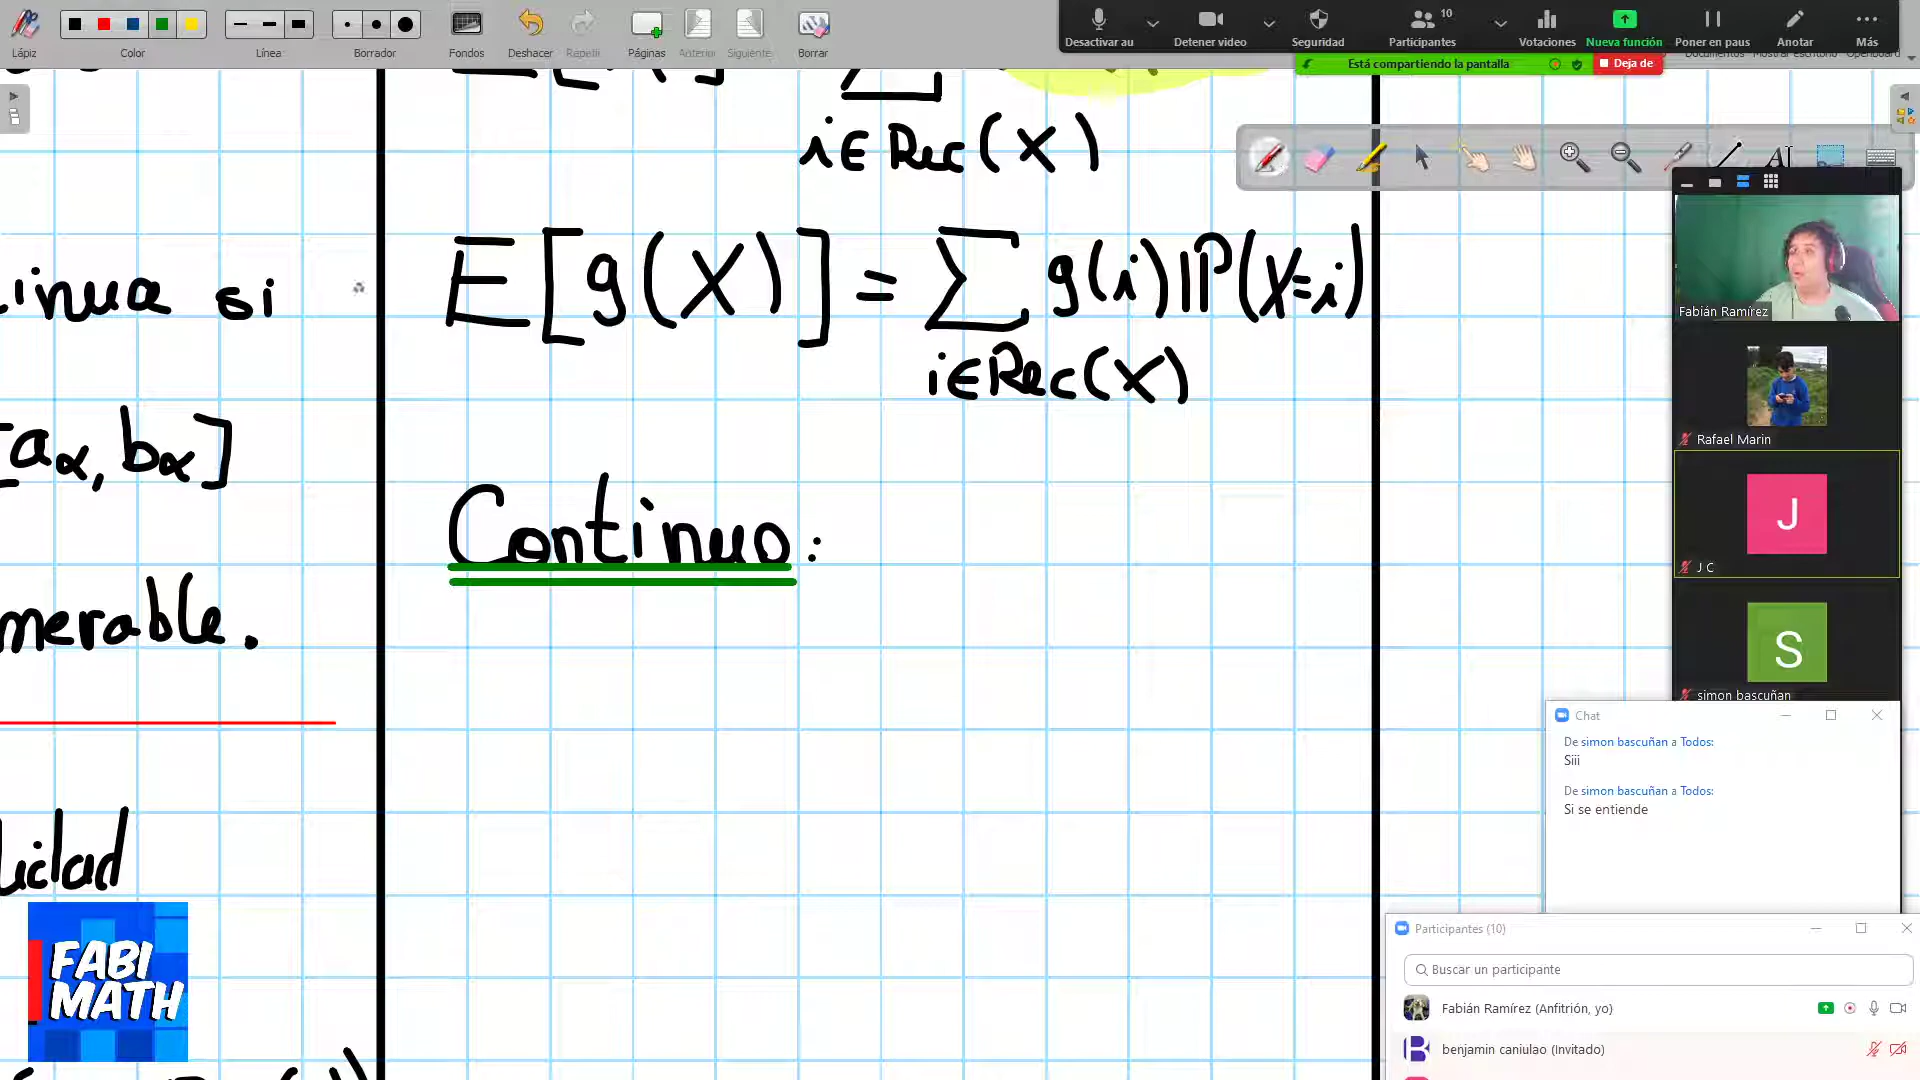 Lápiz
Color
Línea
Borrador
Fondos
Deshacer
Repetir
Páginas
Anterior
Siguiente
Borrar
Desactivar au
Detener video
Seguridad
10
Participantes
Votaciones
Nueva función
Poner en paus
Anotar
Más
Está compartiendo la pantalla
Deja de
i∈Rec(X)
E[g(X)] = ∑ g(i)ℙ(X=i)
i∈Rec(X)
inua si
[aα, bα]
merable.
Continuo:
FABI
MATH
Fabián Ramírez
Rafael Marin
J
J C
S
simon bascuñan
Chat
De simon bascuñan a Todos:
Siii
De simon bascuñan a Todos:
Si se entiende
Participantes (10)
Buscar un participante
Fabián Ramírez (Anfitrión, yo)
benjamin caniulao (Invitado)